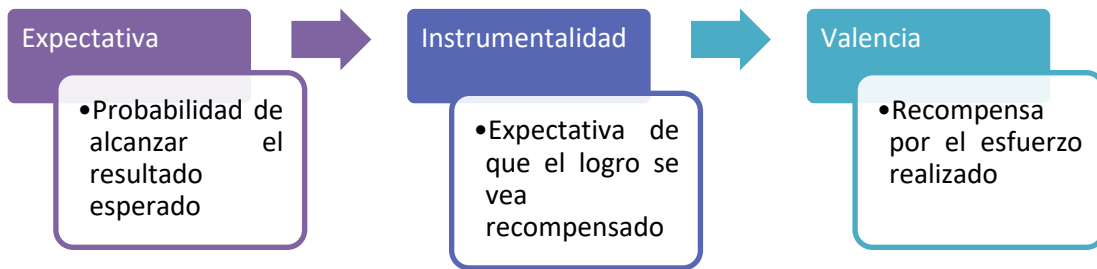 Expectativa
•Probabilidad de
alcanzar el
resultado
esperado
Instrumentalidad
•Expectativa de
que el logro se
vea
recompensado
Valencia
•Recompensa
por el esfuerzo
realizado